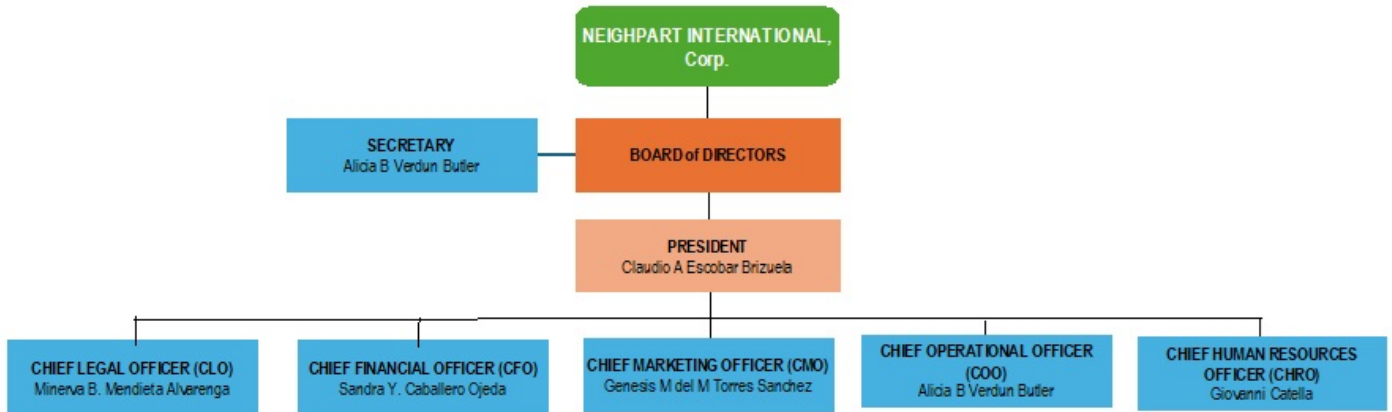 NEIGHPART INTERNATIONAL,
Corp.
SECRETARY
Alicia B Verdun Butler
BOARD of DIRECTORS
PRESIDENT
Claudio A Escobar Brizuela
CHIEF LEGAL OFFICER (CLO)
Minerva B. Mendieta Alvarenga
CHIEF FINANCIAL OFFICER (CFO)
Sandra Y. Caballero Ojeda
CHIEF MARKETING OFFICER (CMO)
Genesis M del M Torres Sanchez
CHIEF OPERATIONAL OFFICER
(COO)
Alicia B Verdun Butler
CHIEF HUMAN RESOURCES
OFFICER (CHRO)
Giovanni Catella